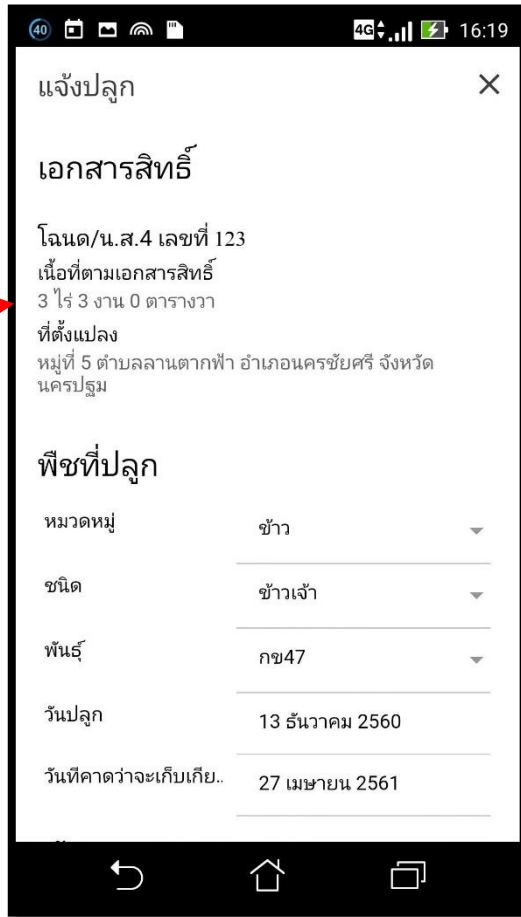 40 4G 16:19
แจ้งปลูก
เอกสารสิทธิ์
โฉนด/น.ส.4 เลขที่ 123
เนื้อที่ตามเอกสารสิทธิ์
3 ไร่ 3 งาน 0 ตารางวา
ที่ตั้งแปลง
หมู่ที่ 5 ตำบลลานตากฟ้า อำเภอนครชัยศรี จังหวัด
นครปฐม
พืชที่ปลูก
หมวดหมู่ ข้าว
ชนิด ข้าวเจ้า
พันธุ์ กข47
วันปลูก 13 ธันวาคม 2560
วันที่คาดว่าจะเก็บเกีย.. 27 เมษายน 2561